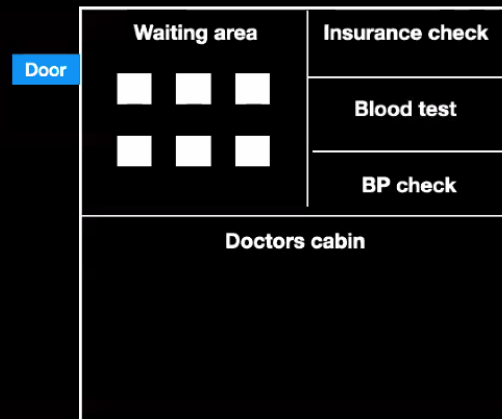 Waiting area
Insurance check
Door
Blood test
BP check
Doctors cabin